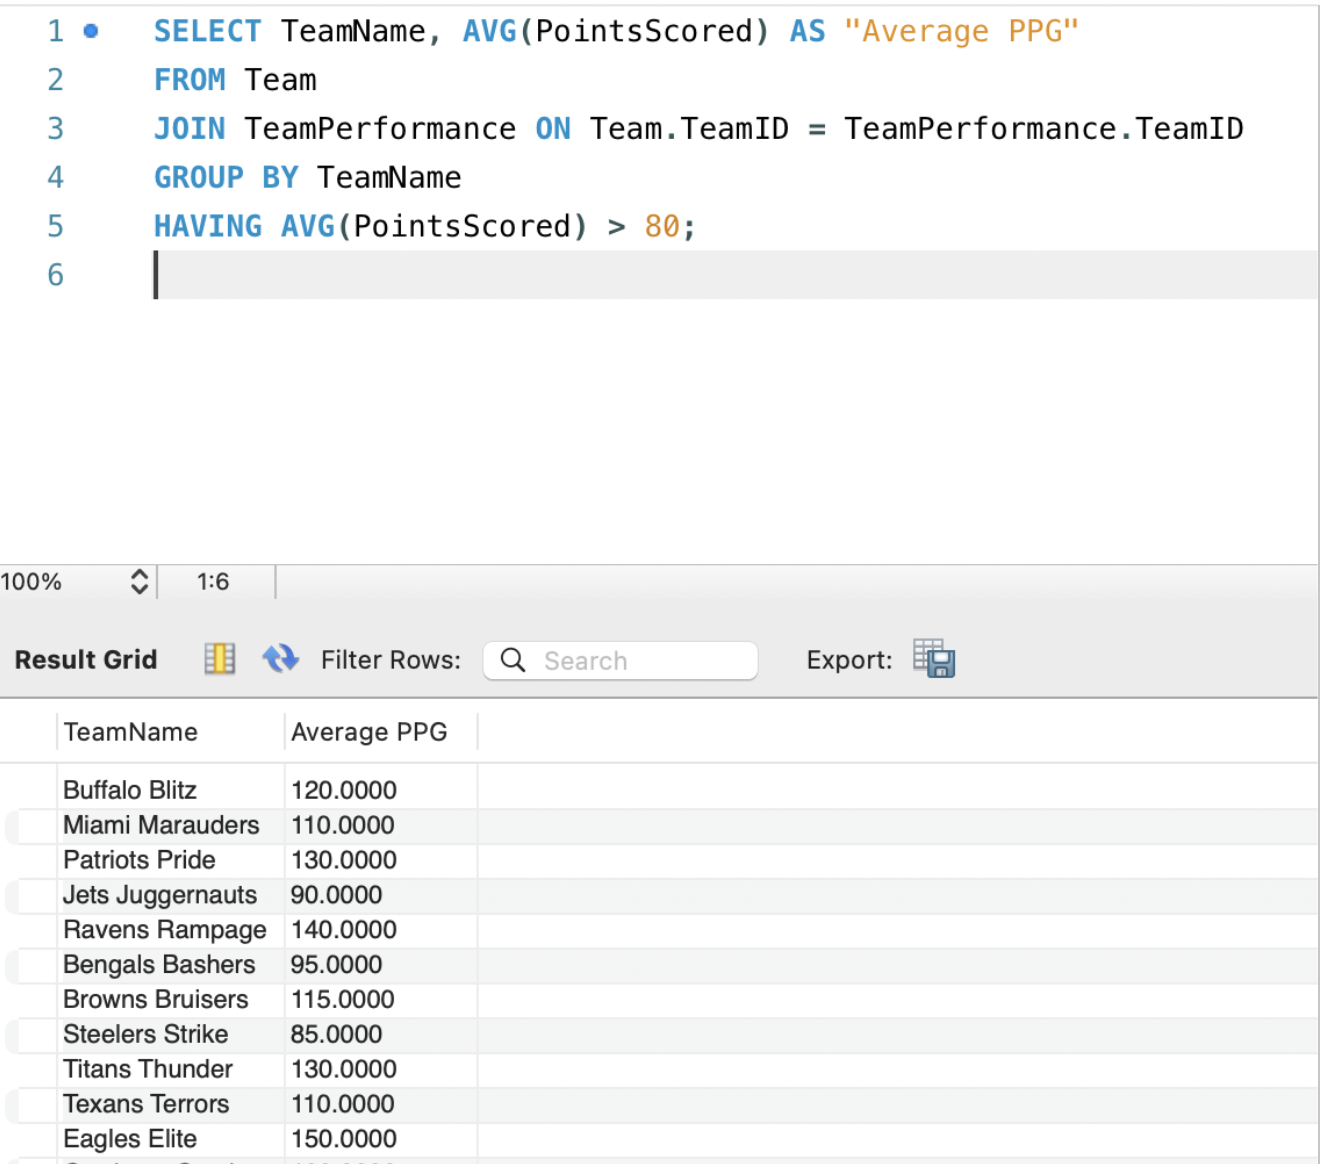 1 SELECT TeamName, AVG(PointsScored) AS "Average PPG"
2 FROM Team
3 JOIN TeamPerformance ON Team.TeamID = TeamPerformance.TeamID
4 GROUP BY TeamName
5 HAVING AVG(PointsScored) > 80;
6
100% 1:6
Result Grid Filter Rows: Search Export:
TeamName Average PPG
Buffalo Blitz 120.0000
Miami Marauders 110.0000
Patriots Pride 130.0000
Jets Juggernauts 90.0000
Ravens Rampage 140.0000
Bengals Bashers 95.0000
Browns Bruisers 115.0000
Steelers Strike 85.0000
Titans Thunder 130.0000
Texans Terrors 110.0000
Eagles Elite 150.0000